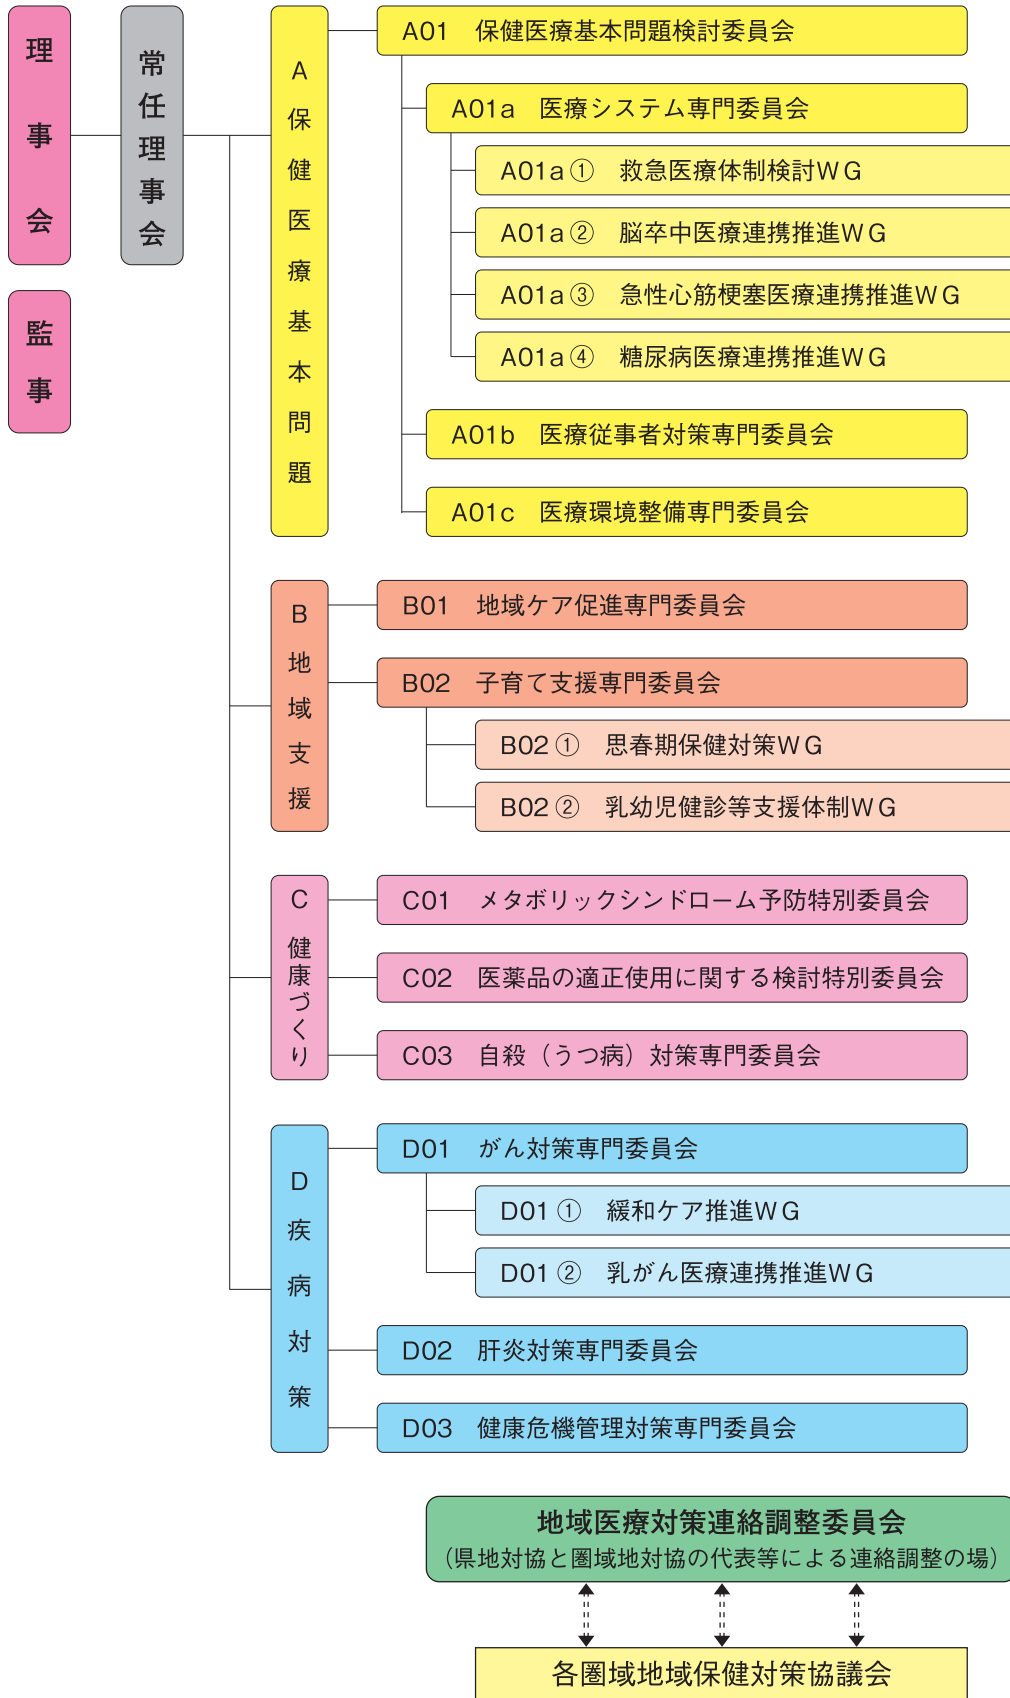 理事会
常任理事会
監事
A 保健医療基本問題
A01 保健医療基本問題検討委員会
A01a 医療システム専門委員会
A01a① 救急医療体制検討WG
A01a② 脳卒中医療連携推進WG
A01a③ 急性心筋梗塞医療連携推進WG
A01a④ 糖尿病医療連携推進WG
A01b 医療従事者対策専門委員会
A01c 医療環境整備専門委員会
B 地域支援
B01 地域ケア促進専門委員会
B02 子育て支援専門委員会
B02① 思春期保健対策WG
B02② 乳幼児健診等支援体制WG
C 健康づくり
C01 メタボリックシンドローム予防特別委員会
C02 医薬品の適正使用に関する検討特別委員会
C03 自殺（うつ病）対策専門委員会
D 疾病対策
D01 がん対策専門委員会
D01① 緩和ケア推進WG
D01② 乳がん医療連携推進WG
D02 肝炎対策専門委員会
D03 健康危機管理対策専門委員会
地域医療対策連絡調整委員会
（県地対協と圏域地対協の代表等による連絡調整の場）
各圏域地域保健対策協議会